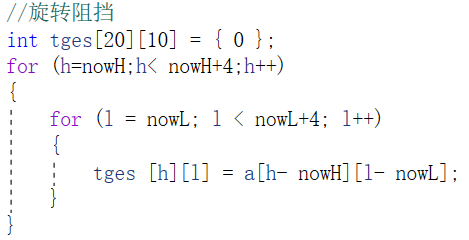 //旋转阻挡
int tges[20][10] = { 0 };
for (h=nowH;h< nowH+4;h++)
{
for (l = nowL; l < nowL+4; l++)
{
tges [h][l] = a[h- nowH][l- nowL];
}
}